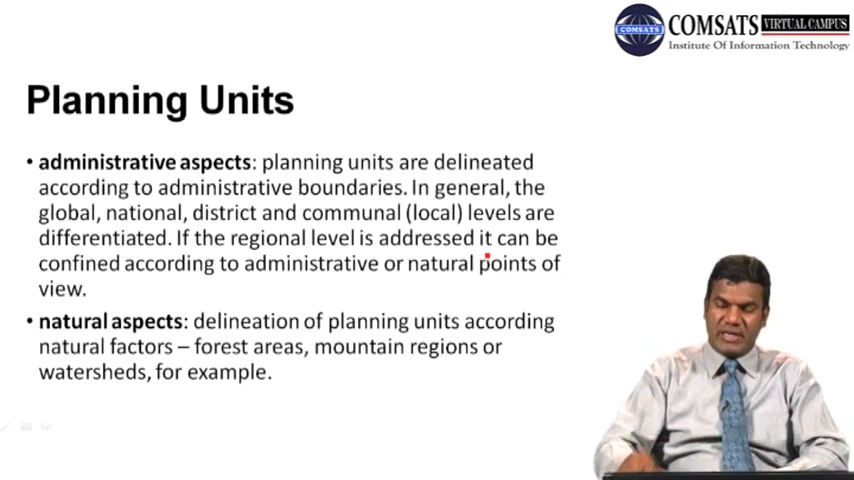 COMSATS VIRTUAL CAMPUS
COMSATS
Institute Of Information Technology
Planning Units
• administrative aspects: planning units are delineated
according to administrative boundaries. In general, the
global, national, district and communal (local) levels are
differentiated. If the regional level is addressed it can be
confined according to administrative or natural points of
view.
• natural aspects: delineation of planning units according
natural factors – forest areas, mountain regions or
watersheds, for example.